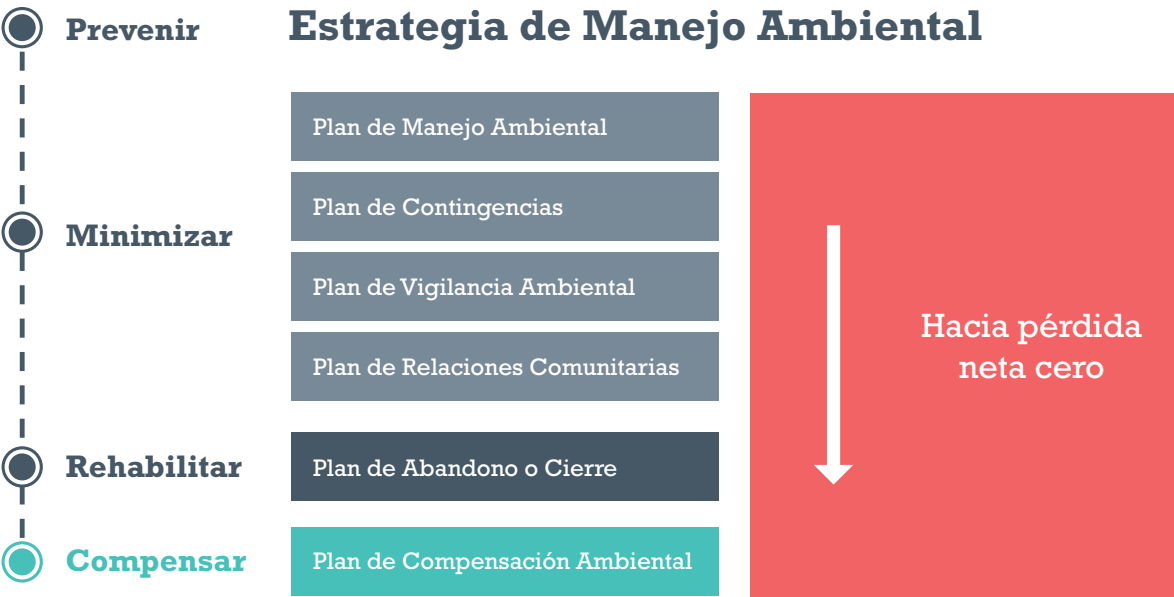 Prevenir
Estrategia de Manejo Ambiental
Plan de Manejo Ambiental
Plan de Contingencias
Minimizar
Plan de Vigilancia Ambiental
Plan de Relaciones Comunitarias
Hacia pérdida
neta cero
Rehabilitar
Plan de Abandono o Cierre
Compensar
Plan de Compensación Ambiental